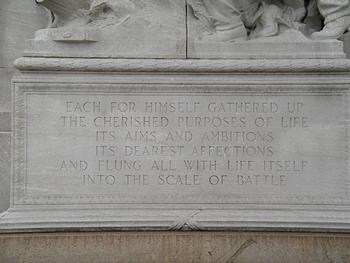 EACH FOR HIMSELF GATHERED UP
THE CHERISHED PURPOSES OF LIFE
ITS AIMS AND AMBITIONS
ITS DEAREST AFFECTIONS
AND FLUNG ALL WITH LIFE ITSELF
INTO THE SCALE OF BATTLE